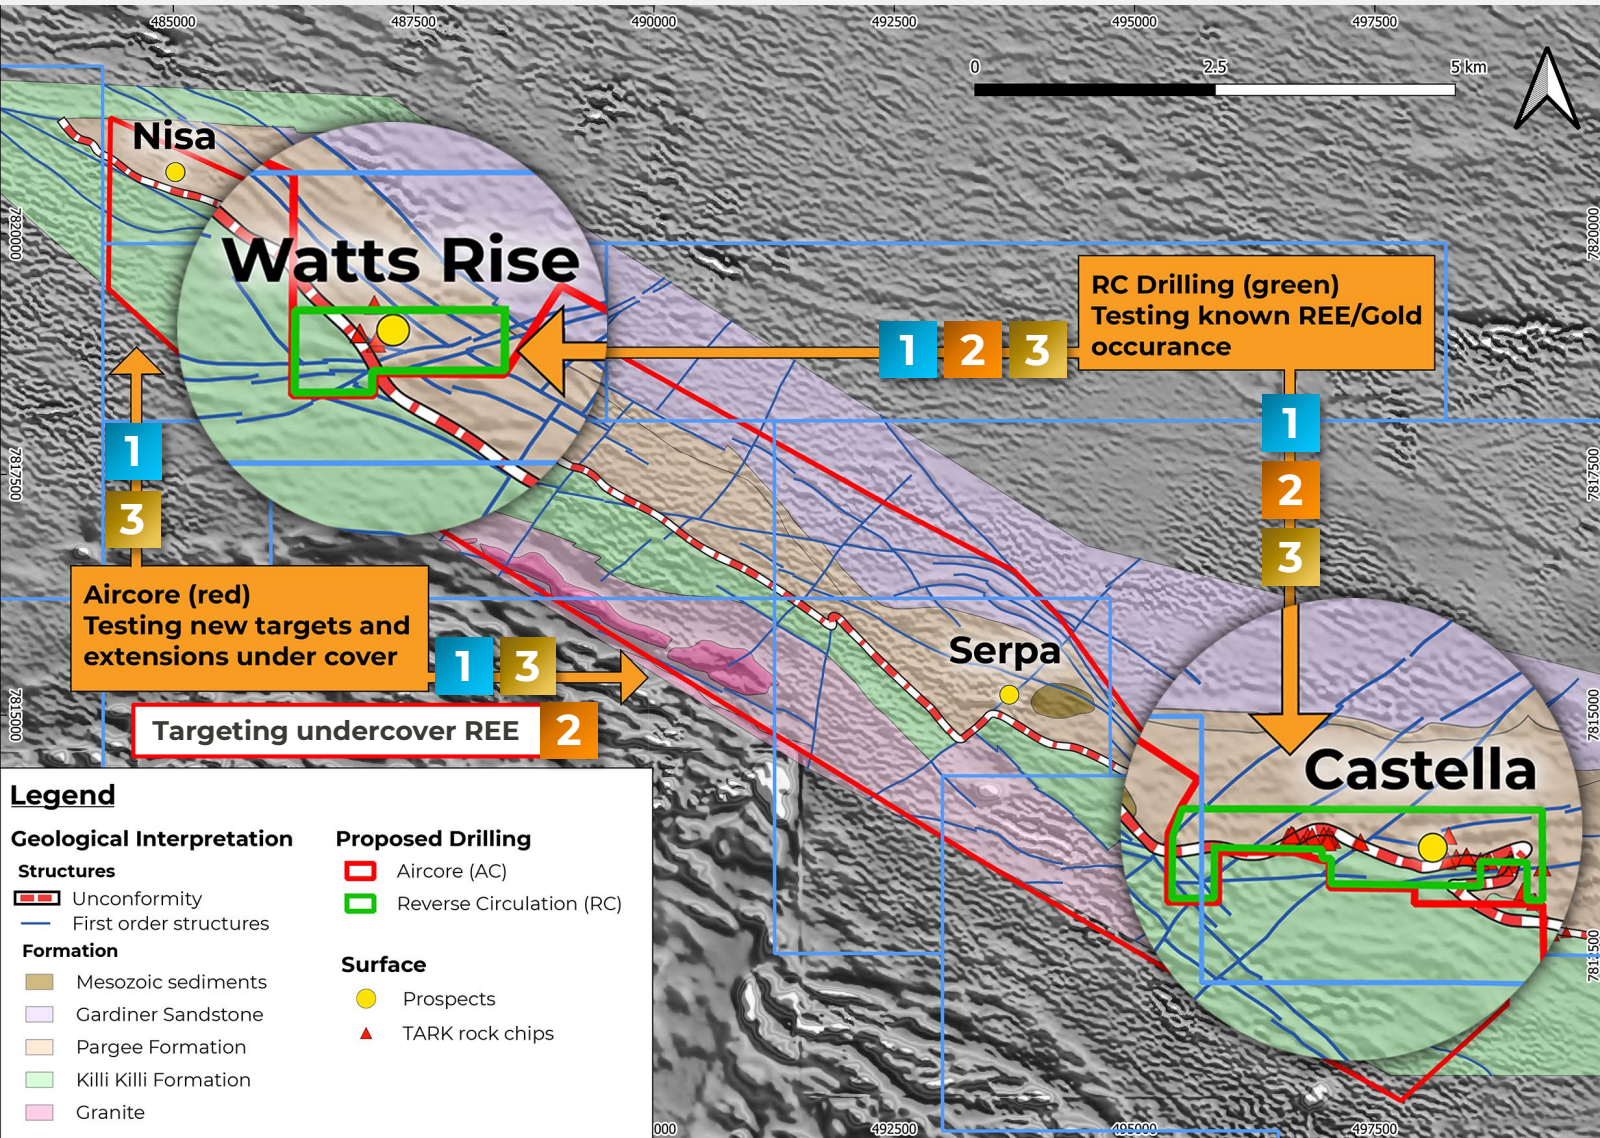 485000
487500
490000
492500
495000
497500
0
2.5
5 km
Nisa
7820000
7820000
Watts Rise
RC Drilling (green)
Testing known REE/Gold
occurance
1
2
3
1
2
3
1
3
7817500
7817500
Aircore (red)
Testing new targets and
extensions under cover
1
3
Serpa
Targeting undercover REE
2
7815000
7815000
Castella
Legend
Geological Interpretation
Structures
Unconformity
First order structures
Formation
Mesozoic sediments
Gardiner Sandstone
Pargee Formation
Killi Killi Formation
Granite
Proposed Drilling
Aircore (AC)
Reverse Circulation (RC)
Surface
Prospects
TARK rock chips
7812500
000
492500
495000
497500